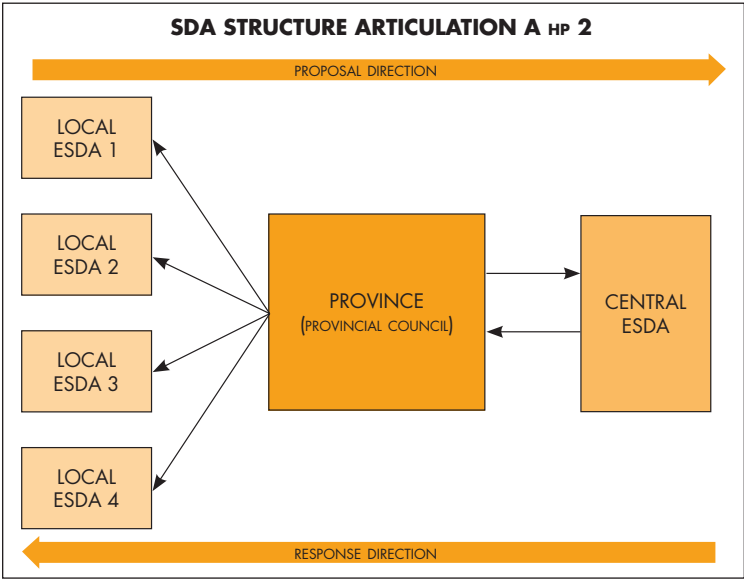 SDA STRUCTURE ARTICULATION A HP 2
PROPOSAL DIRECTION
LOCAL
ESDA 1
LOCAL
ESDA 2
LOCAL
ESDA 3
LOCAL
ESDA 4
PROVINCE
(PROVINCIAL COUNCIL)
CENTRAL
ESDA
RESPONSE DIRECTION